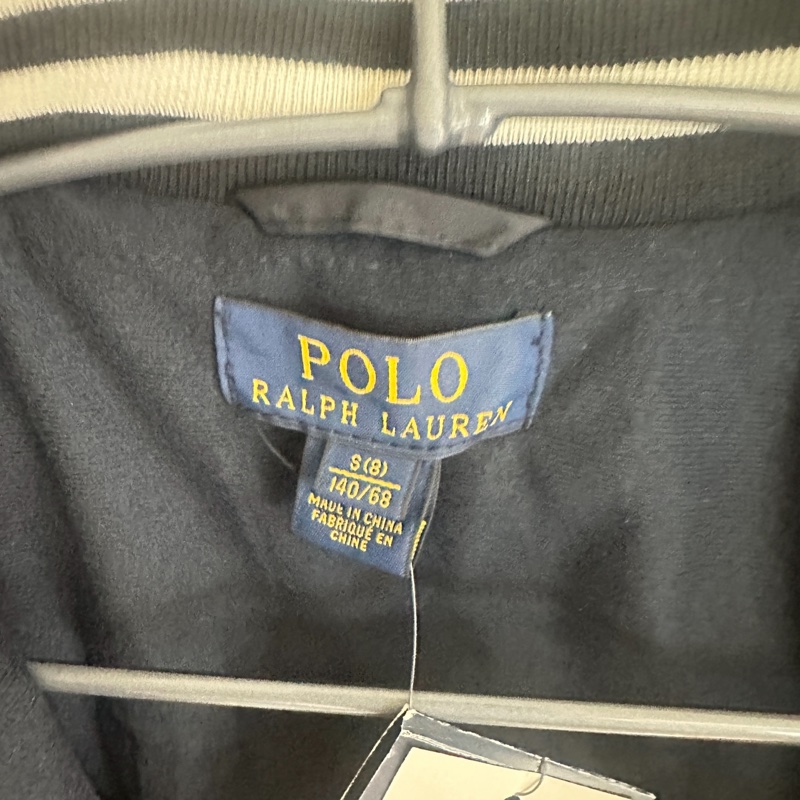 POLO
RALPH LAUREN
S(8)
140/68
MADE IN CHINA
FABRIQUÉ EN
CHINE